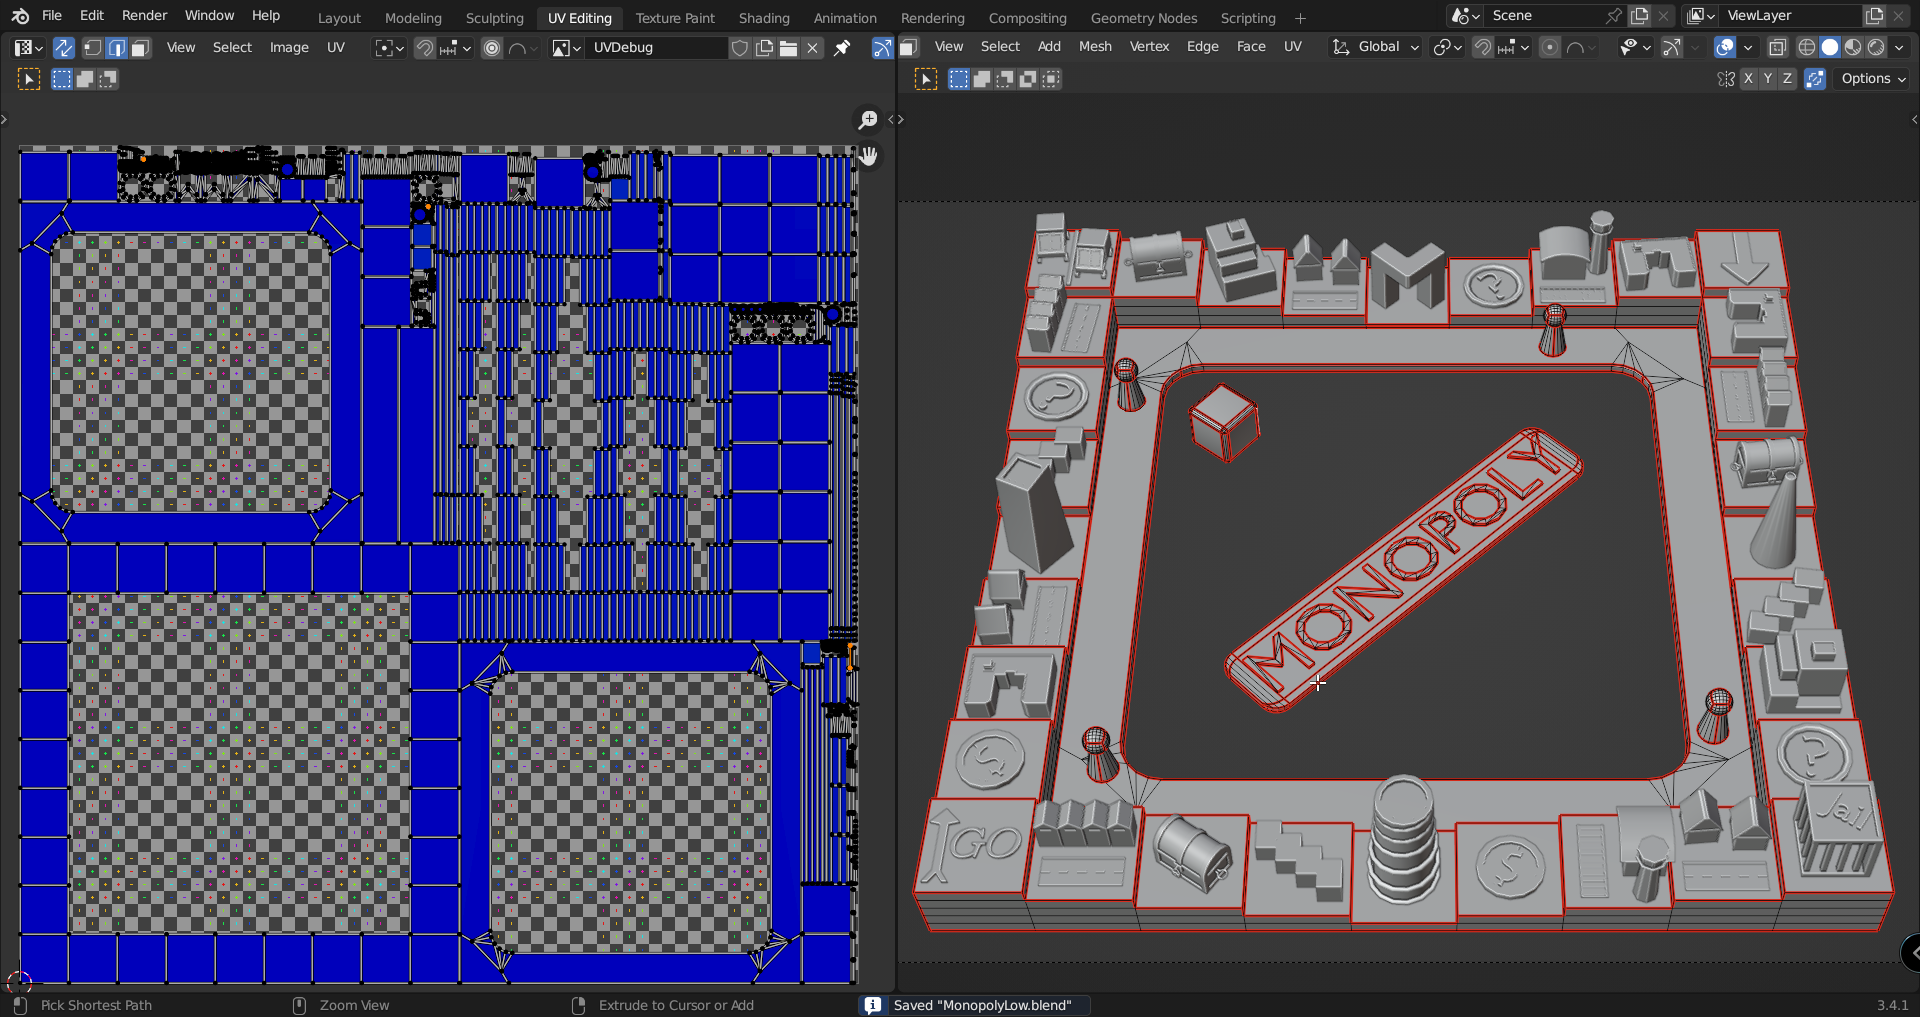 File Edit Render Window Help Layout Modeling Sculpting UV Editing Texture Paint Shading Animation Rendering Compositing Geometry Nodes Scripting + Scene ViewLayer
View Select Image UV UVDebug View Select Add Mesh Vertex Edge Face UV Global
X Y Z Options
MONOPOLY
GO
Jail
Pick Shortest Path Zoom View Extrude to Cursor or Add Saved "MonopolyLow.blend" 3.4.1